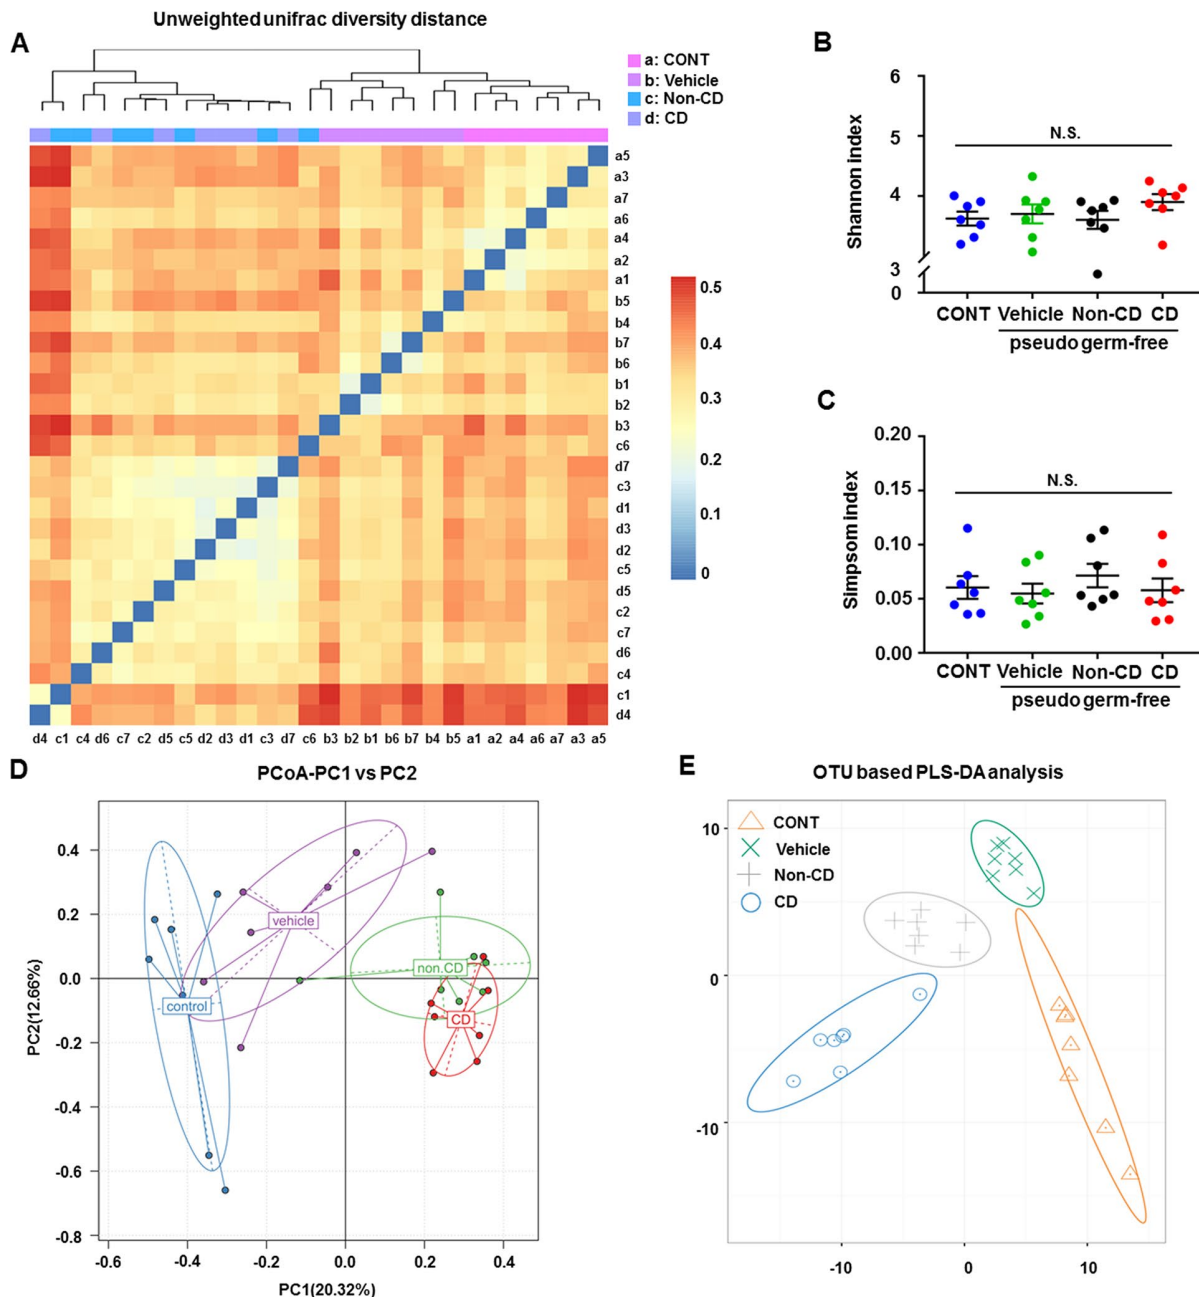 Unweighted unifrac diversity distance
A
a: CONT
b: Vehicle
c: Non-CD
d: CD
a5
a3
a7
a6
a4
a2
a1
b5
b4
b7
b6
b1
b2
b3
c6
d7
c3
d1
d3
d2
c5
d5
c2
c7
d6
c4
c1
d4
d4 c1 c4 d6 c7 c2 d5 c5 d2 d3 d1 c3 d7 c6 b3 b2 b1 b6 b7 b4 b5 a1 a2 a4 a6 a7 a3 a5
0.5
0.4
0.3
0.2
0.1
0
B
Shannon index
6
5
4
3
0
N.S.
CONT Vehicle Non-CD CD
pseudo germ-free
C
Simpsom index
0.20
0.15
0.10
0.05
0.00
N.S.
CONT Vehicle Non-CD CD
pseudo germ-free
D
PCoA-PC1 vs PC2
PC2(12.66%)
0.4
0.2
0.0
-0.2
-0.4
-0.6
-0.8
vehicle
non.CD
control
CD
-0.6 -0.4 -0.2 0.0 0.2 0.4
PC1(20.32%)
E
OTU based PLS-DA analysis
CONT
Vehicle
Non-CD
CD
10
0
-10
-10 0 10